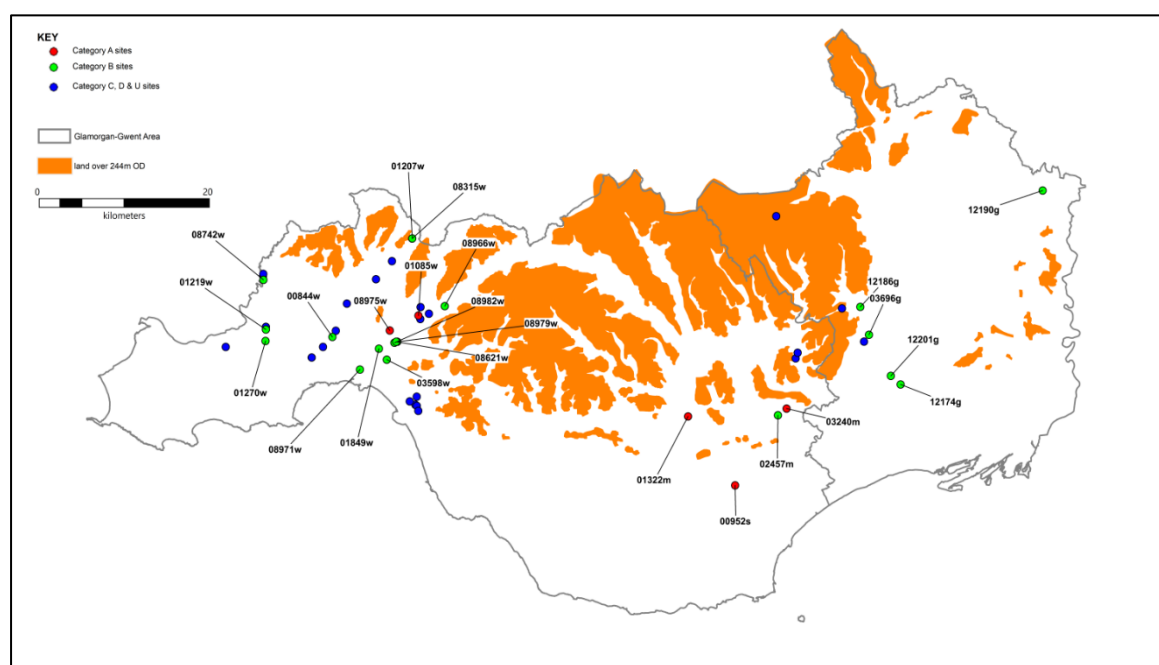 KEY
Category A sites
Category B sites
Category C, D & U sites
Glamorgan-Gwent Area
land over 244m OD
0 20
kilometers
01207w
08315w
12190g
08742w
08966w
01085w
01219w
00844w
08975w
08982w
12186g
03696g
08979w
08621w
12201g
01270w
03598w
12174g
01849w
03240m
08971w
02457m
01322m
00952s